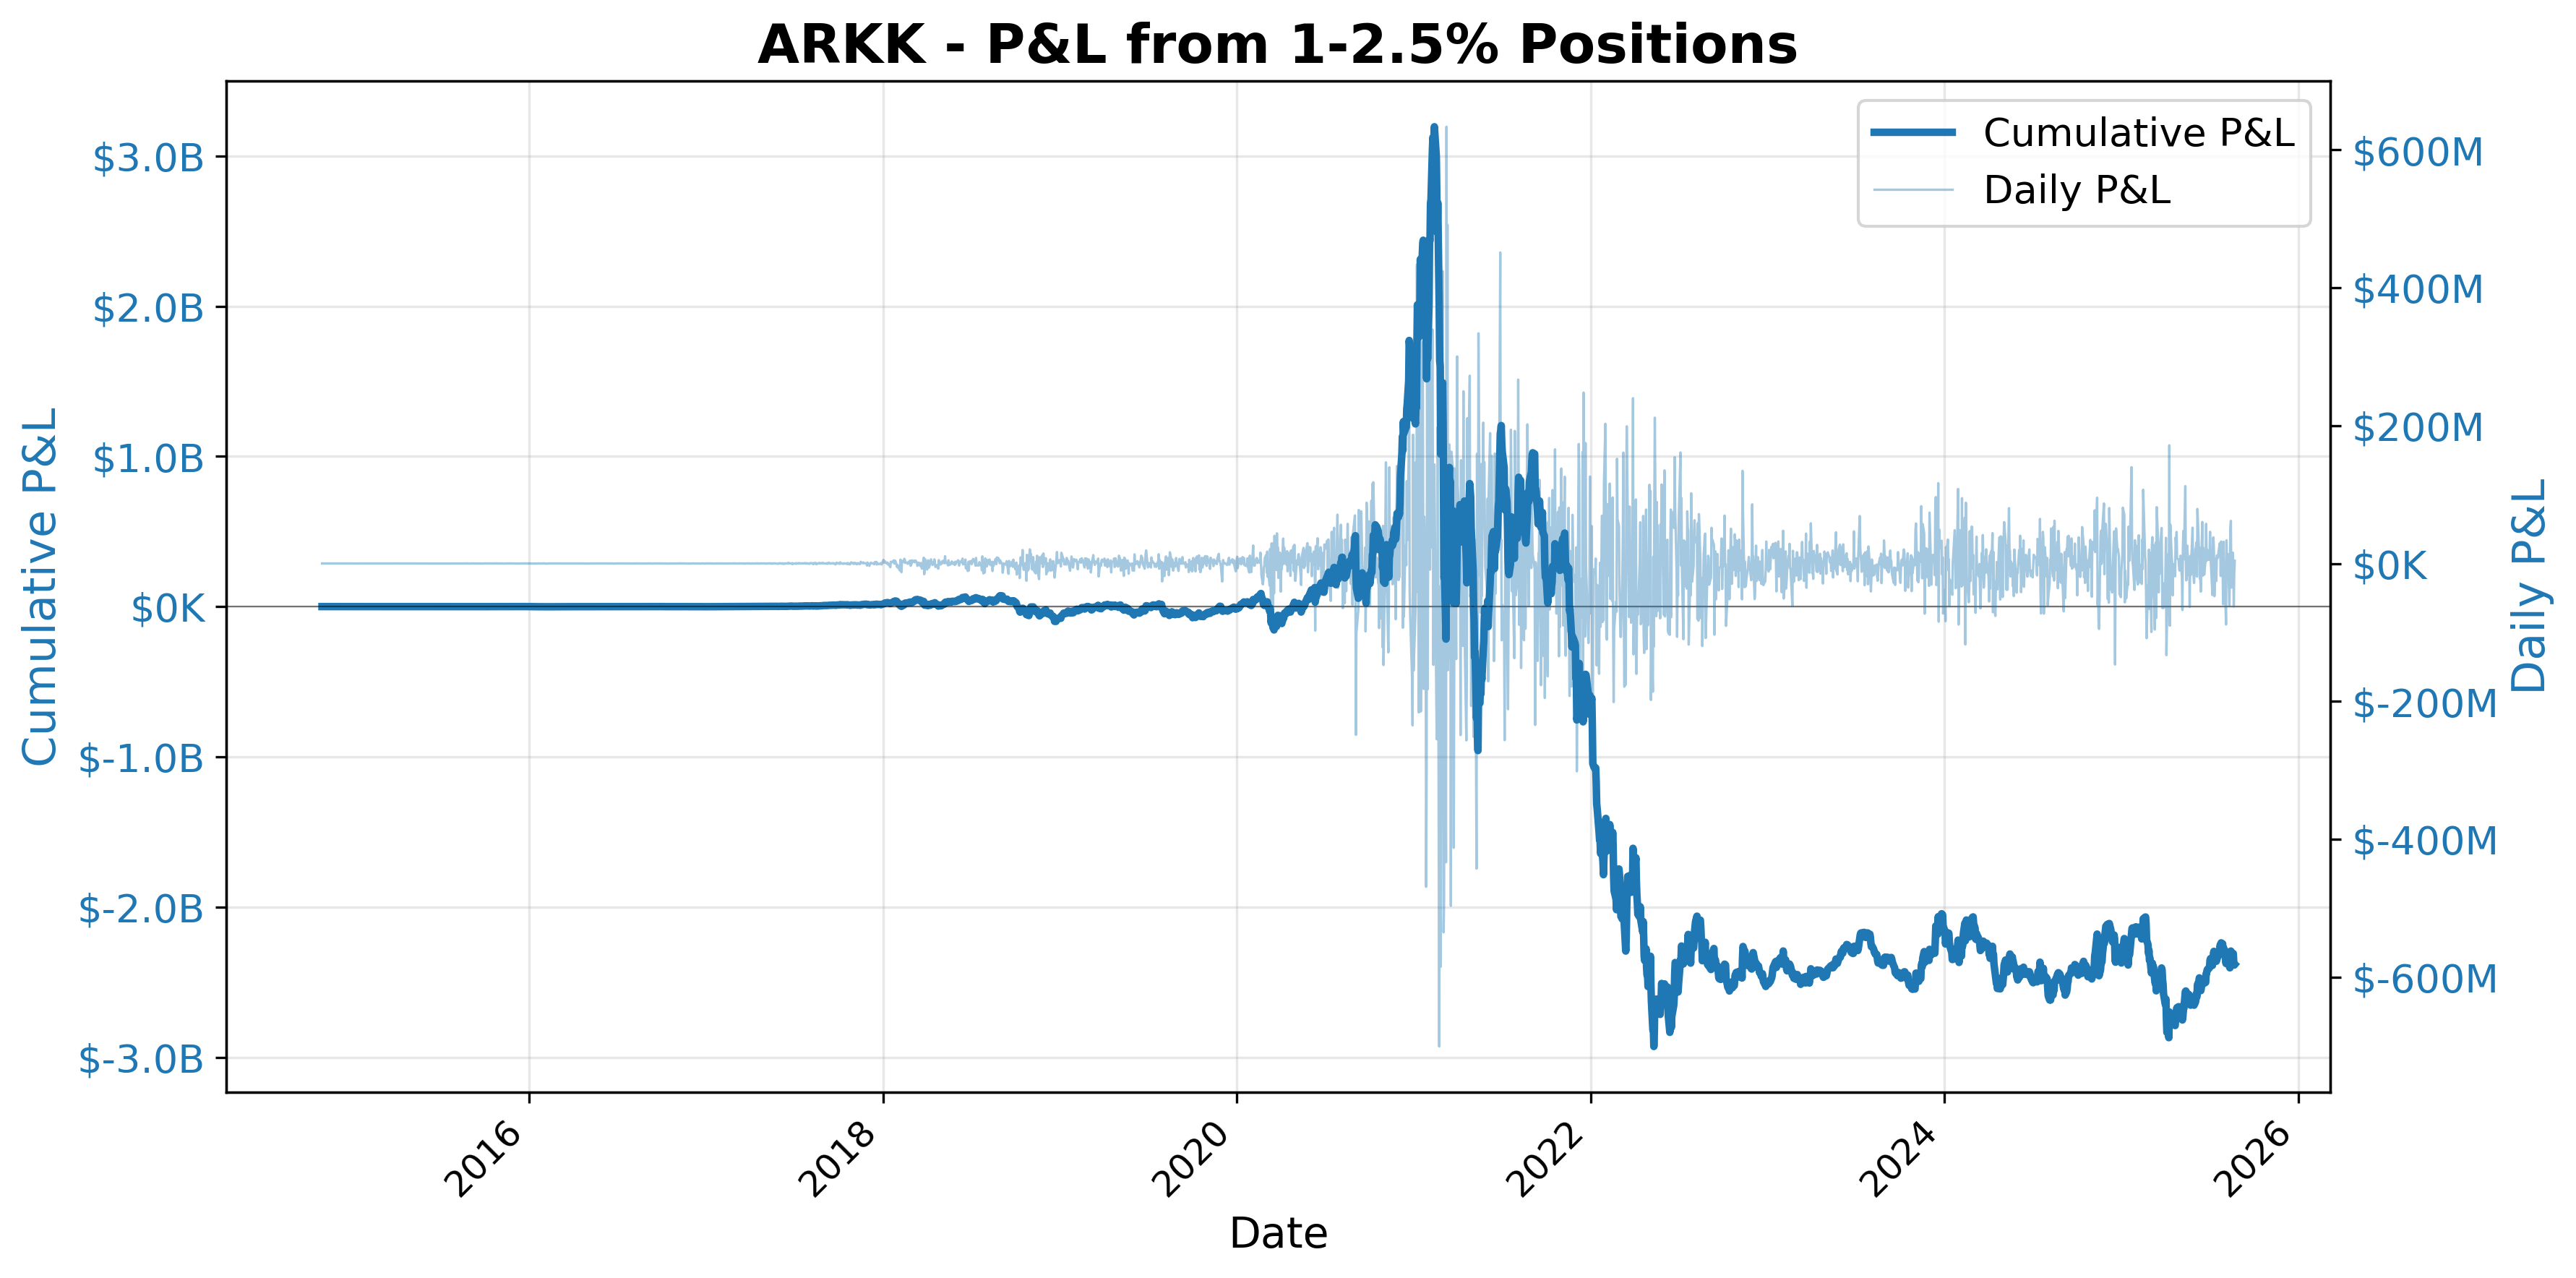 ARKK - P&L from 1-2.5% Positions
Cumulative P&L
Daily P&L
$3.0B
$2.0B
$1.0B
$0K
$-1.0B
$-2.0B
$-3.0B
Cumulative P&L
$600M
$400M
$200M
$0K
$-200M
$-400M
$-600M
Daily P&L
2016
2018
2020
2022
2024
2026
Date